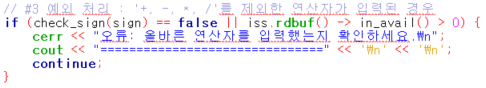 // #3 예외 처리 : '+, -, ×, /'를 제외한 연산자가 입력된 경우
if (check_sign(sign) == false || iss.rdbuf() -> in_avail() > 0) {
cerr << "오류: 올바른 연산자를 입력했는지 확인하세요.₩n";
cout << "==============================" << '₩n' << '₩n';
continue;
}